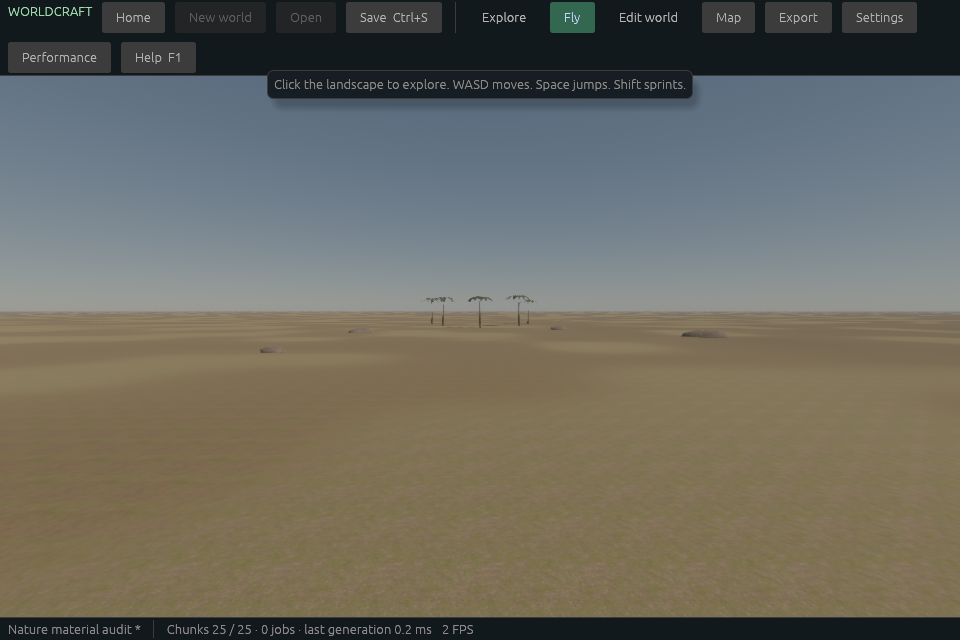 WORLDCRAFT Home New world Open Save Ctrl+S Explore Fly Edit world Map Export Settings
Performance Help F1
Click the landscape to explore. WASD moves. Space jumps. Shift sprints.
Nature material audit * Chunks 25 / 25 · 0 jobs · last generation 0.2 ms 2 FPS